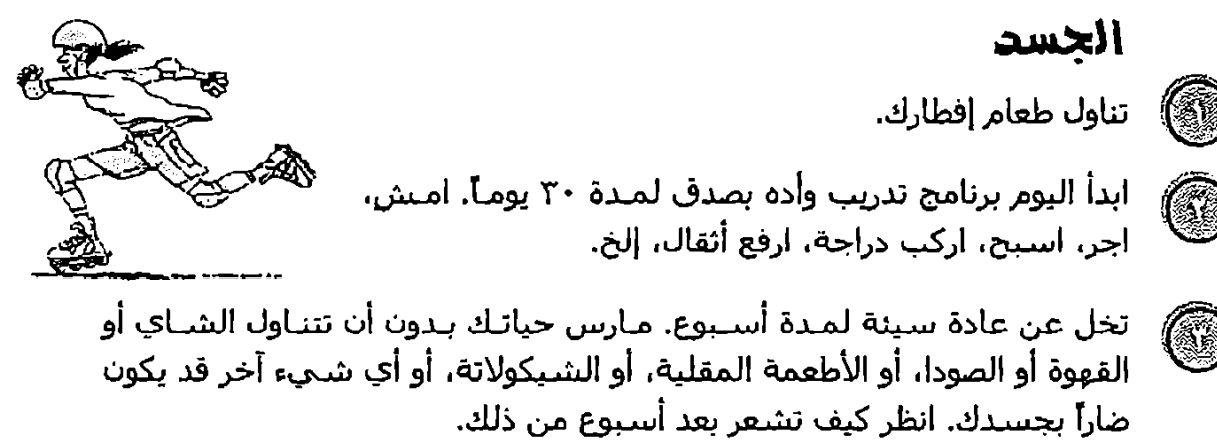 الجسد
١ تناول طعام إفطارك.
٢ ابدأ اليوم برنامج تدريب وأده بصدق لمدة ٣٠ يوماً. امش،
اجر، اسبح، اركب دراجة، ارفع أثقال، إلخ.
٣ تخل عن عادة سيئة لمدة أسبوع. مارس حياتك بدون أن تتناول الشاي أو
القهوة أو الصودا، أو الأطعمة المقلية، أو الشيكولاتة، أو أي شيء آخر قد يكون
ضاراً بجسدك. انظر كيف تشعر بعد أسبوع من ذلك.